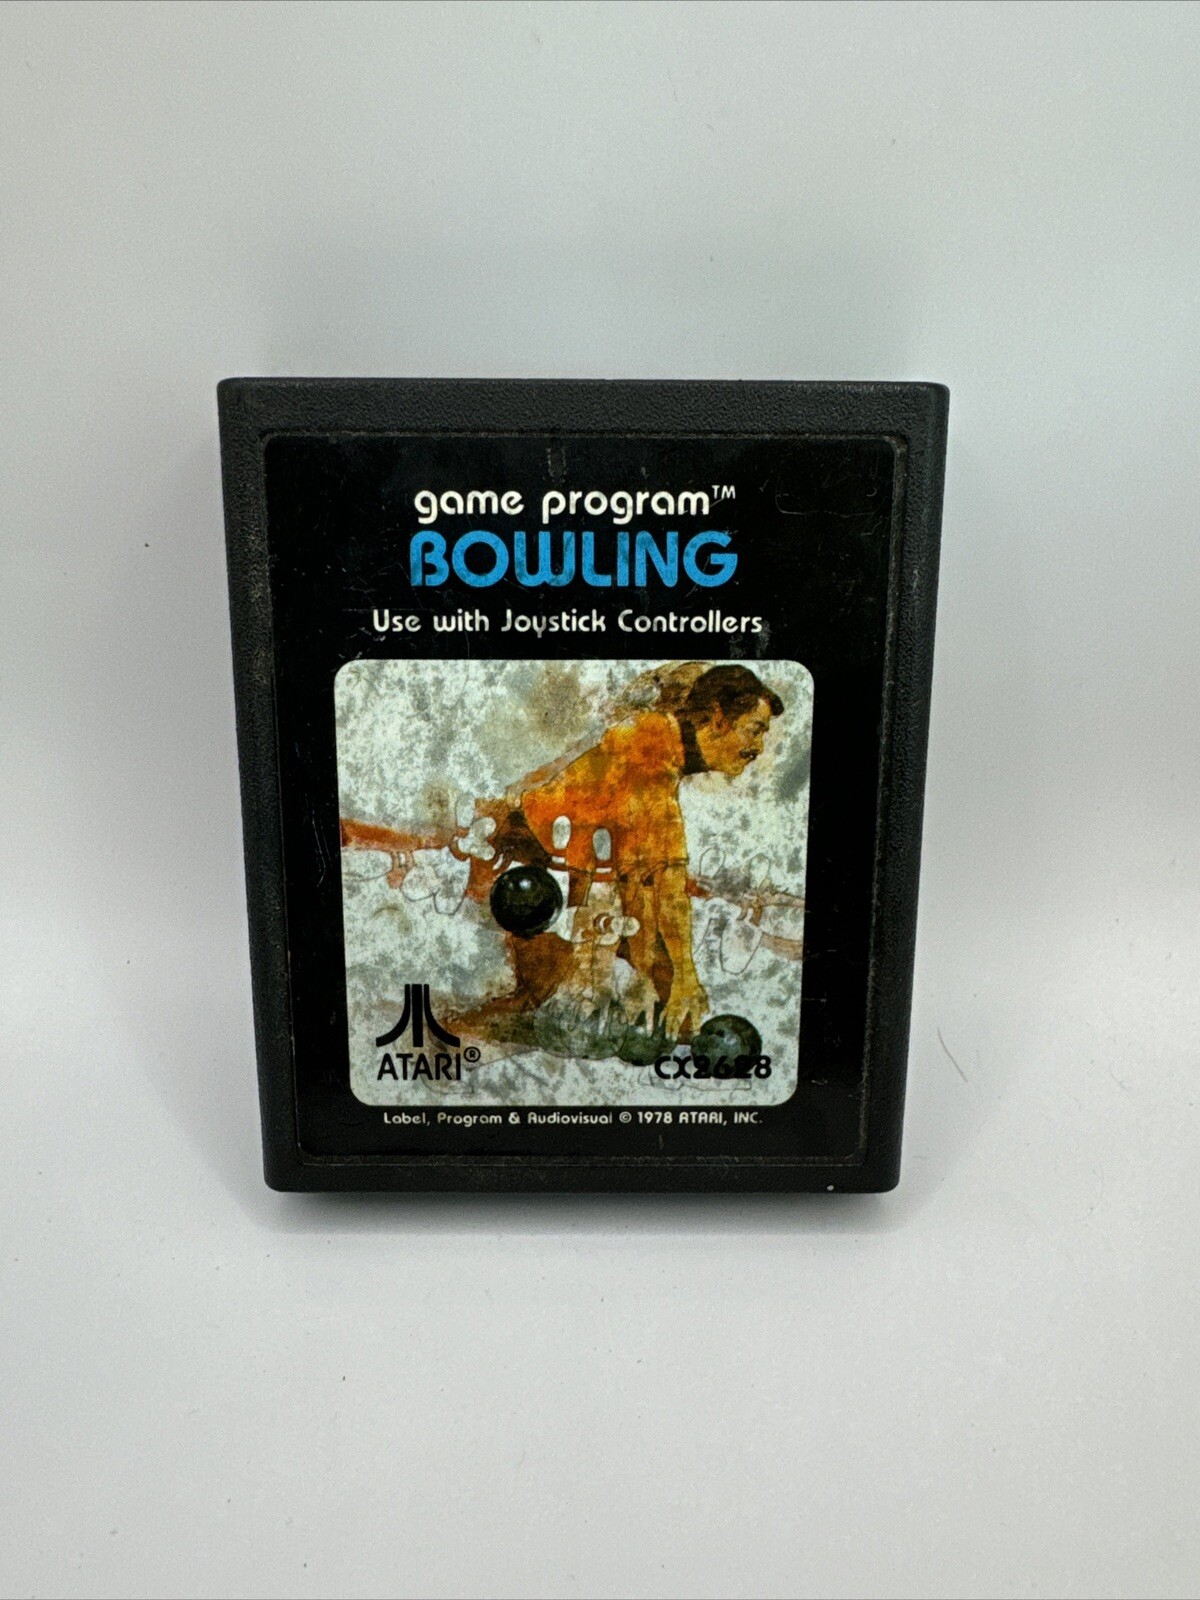 game program™
BOWLING
Use with Joystick Controllers
ATARI®
CX2628
Label, Program & Audiovisual © 1978 ATARI, INC.